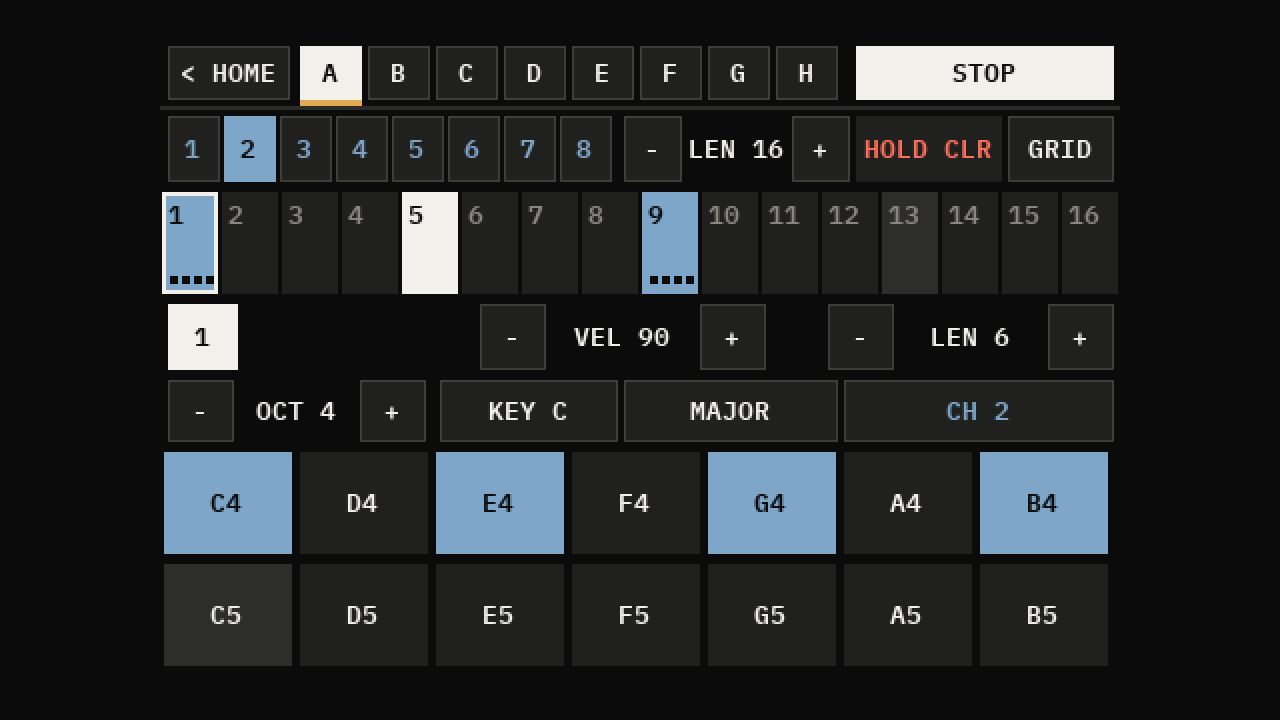 < HOME A B C D E F G H STOP
1 2 3 4 5 6 7 8 - LEN 16 + HOLD CLR GRID
1 2 3 4 5 6 7 8 9 10 11 12 13 14 15 16
1 - VEL 90 + - LEN 6 +
- OCT 4 + KEY C MAJOR CH 2
C4 D4 E4 F4 G4 A4 B4
C5 D5 E5 F5 G5 A5 B5